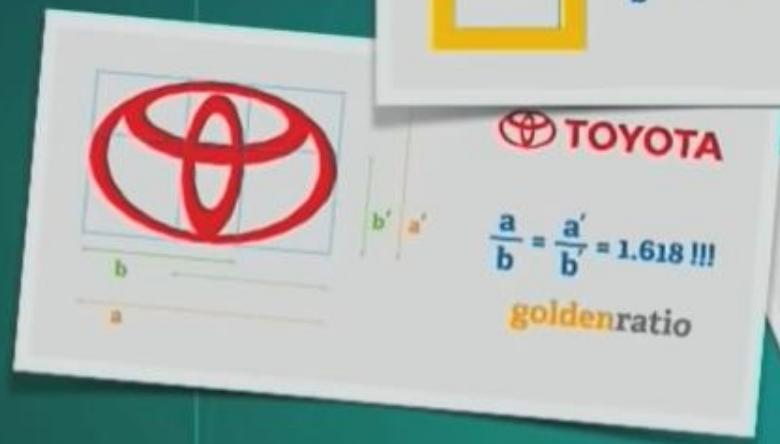 TOYOTA
b' a'
a/b = a'/b' = 1.618 !!!
b
a
goldenratio